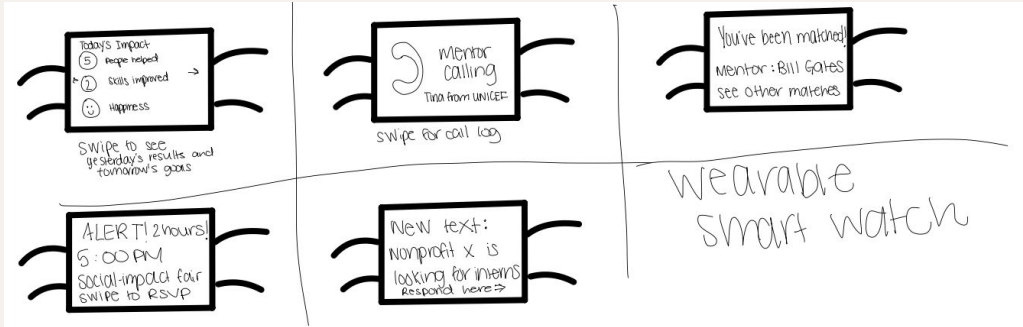 Today's Impact
5 People helped
2 Skills improved
Happiness
swipe to see
yesterday's results and
tomorrow's goals
mentor
calling
Tina from UNICEF
swipe for call log
You've been matched!
Mentor: Bill Gates
see other matches
ALERT! 2 hours!
5:00 PM
social-impact fair
swipe to RSVP
New text:
nonprofit x is
looking for interns
Respond here →
wearable
smart watch